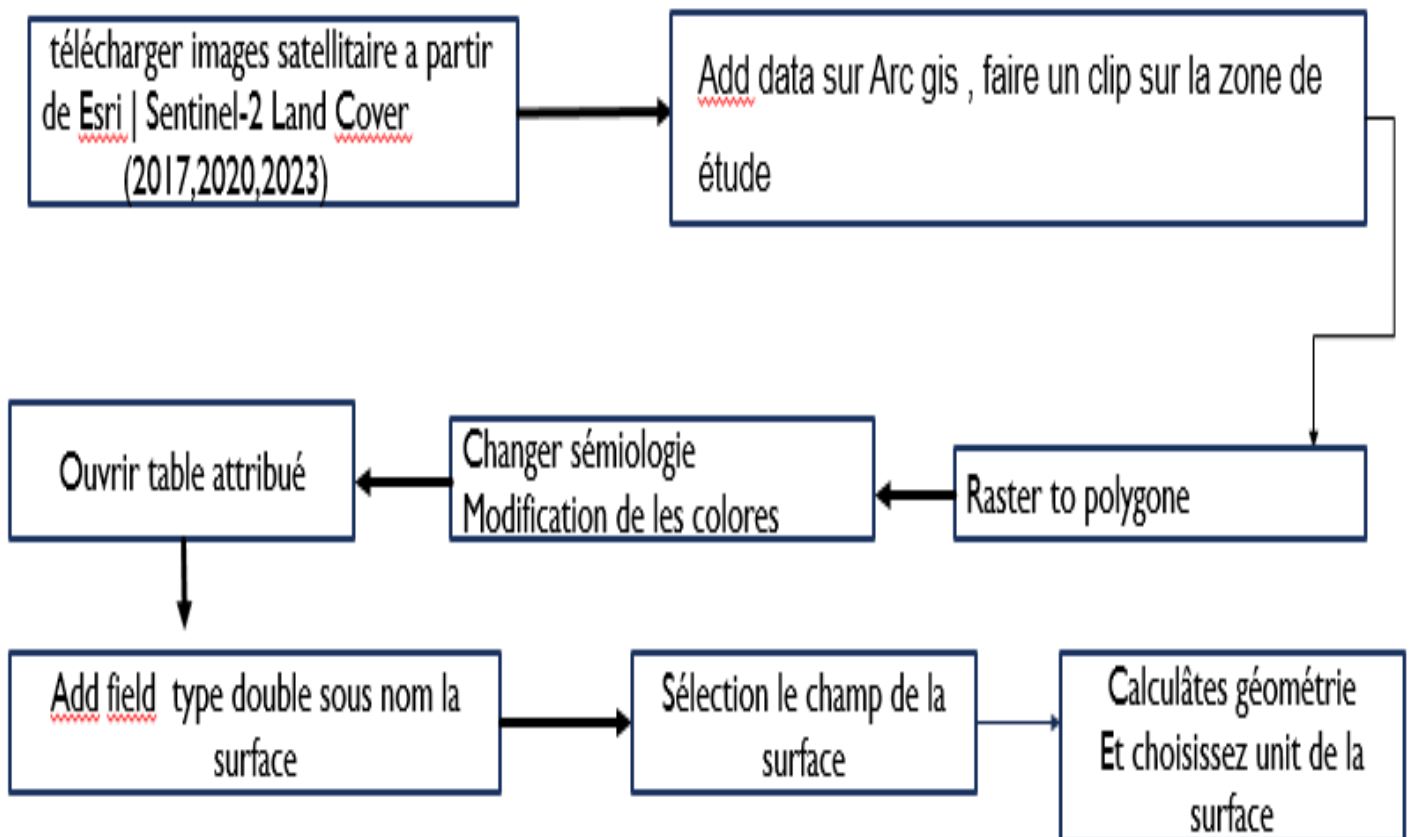 télécharger images satellitaire a partir
de Esri | Sentinel-2 Land Cover
(2017,2020,2023)
Add data sur Arc gis , faire un clip sur la zone de
étude
Raster to polygone
Changer sémiologie
Modification de les colores
Ouvrir table attribué
Add field type double sous nom la
surface
Sélection le champ de la
surface
Calculâtes géométrie
Et choisissez unit de la
surface